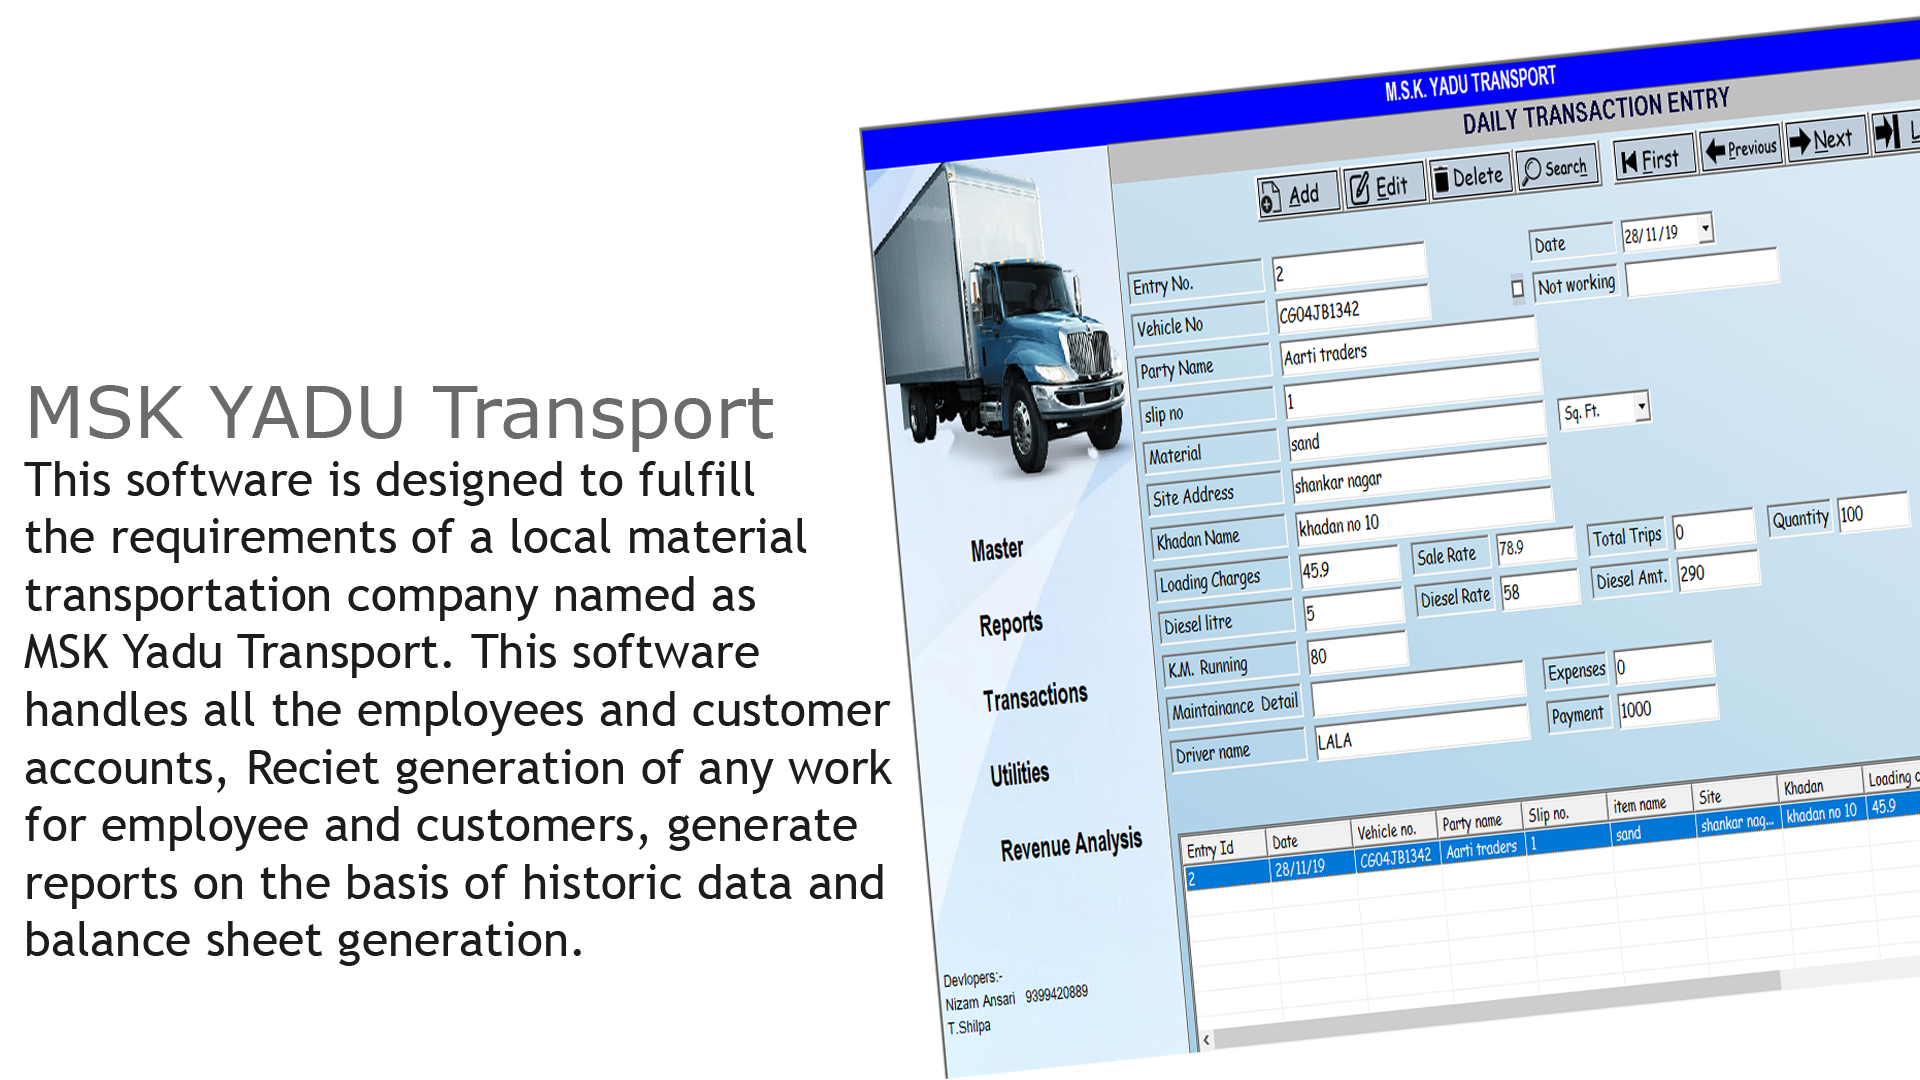 MSK YADU Transport
This software is designed to fulfill
the requirements of a local material
transportation company named as
MSK Yadu Transport. This software
handles all the employees and customer
accounts, Reciet generation of any work
for employee and customers, generate
reports on the basis of historic data and
balance sheet generation.
M.S.K. YADU TRANSPORT
DAILY TRANSACTION ENTRY
Add Edit Delete Search First Previous Next L
Date 28/11/19
Entry No. 2
Not working
Vehicle No CG04JB1342
Party Name Aarti traders
slip no 1
Sq. Ft.
Material sand
Site Address shankar nagar
Khadan Name khadan no 10
Loading Charges 45.9 Sale Rate 78.9 Total Trips 0 Quantity 100
Diesel litre 5 Diesel Rate 58 Diesel Amt. 290
K.M. Running 80
Expenses 0
Maintainance Detail
Payment 1000
Driver name LALA
Master
Reports
Transactions
Utilities
Revenue Analysis
Entry Id Date Vehicle no. Party name Slip no. item name Site Khadan Loading c
2 28/11/19 CG04JB1342 Aarti traders 1 sand shankar nag... khadan no 10 45.9
Devlopers:-
Nizam Ansari 9399420889
T.Shilpa